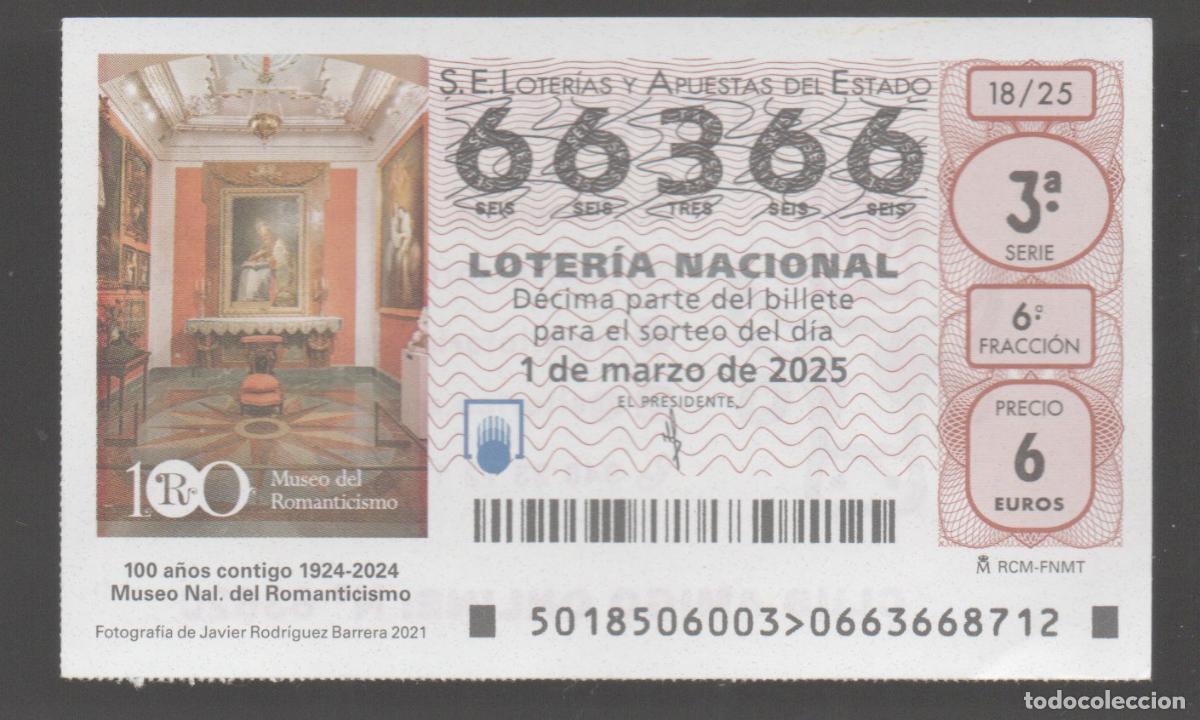 S.E. LOTERÍAS Y APUESTAS DEL ESTADO
66366
SEIS SEIS TRES SEIS SEIS
LOTERÍA NACIONAL
Décima parte del billete
para el sorteo del día
1 de marzo de 2025
EL PRESIDENTE,
18/25
3ª
SERIE
6ª
FRACCIÓN
PRECIO
6
EUROS
RCM-FNMT
100
R
Museo del
Romanticismo
100 años contigo 1924-2024
Museo Nal. del Romanticismo
Fotografía de Javier Rodríguez Barrera 2021
5018506003>0663668712
todocoleccion